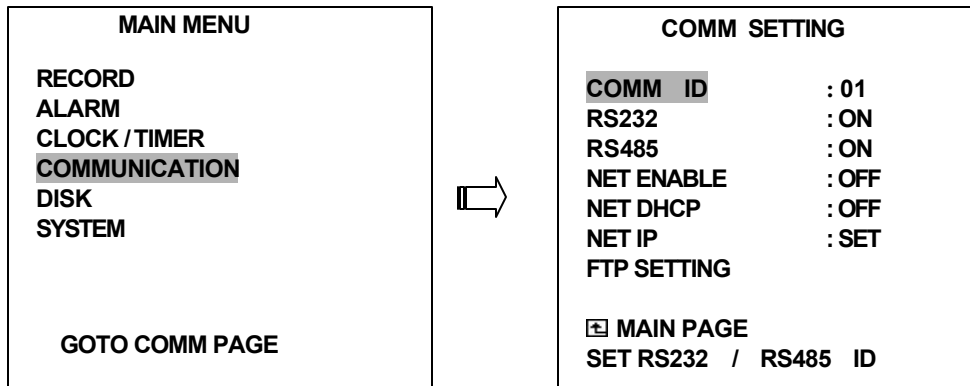 MAIN MENU
RECORD
ALARM
CLOCK / TIMER
COMMUNICATION
DISK
SYSTEM
GOTO COMM PAGE
COMM SETTING
COMM ID : 01
RS232 : ON
RS485 : ON
NET ENABLE : OFF
NET DHCP : OFF
NET IP : SET
FTP SETTING
MAIN PAGE
SET RS232 / RS485 ID